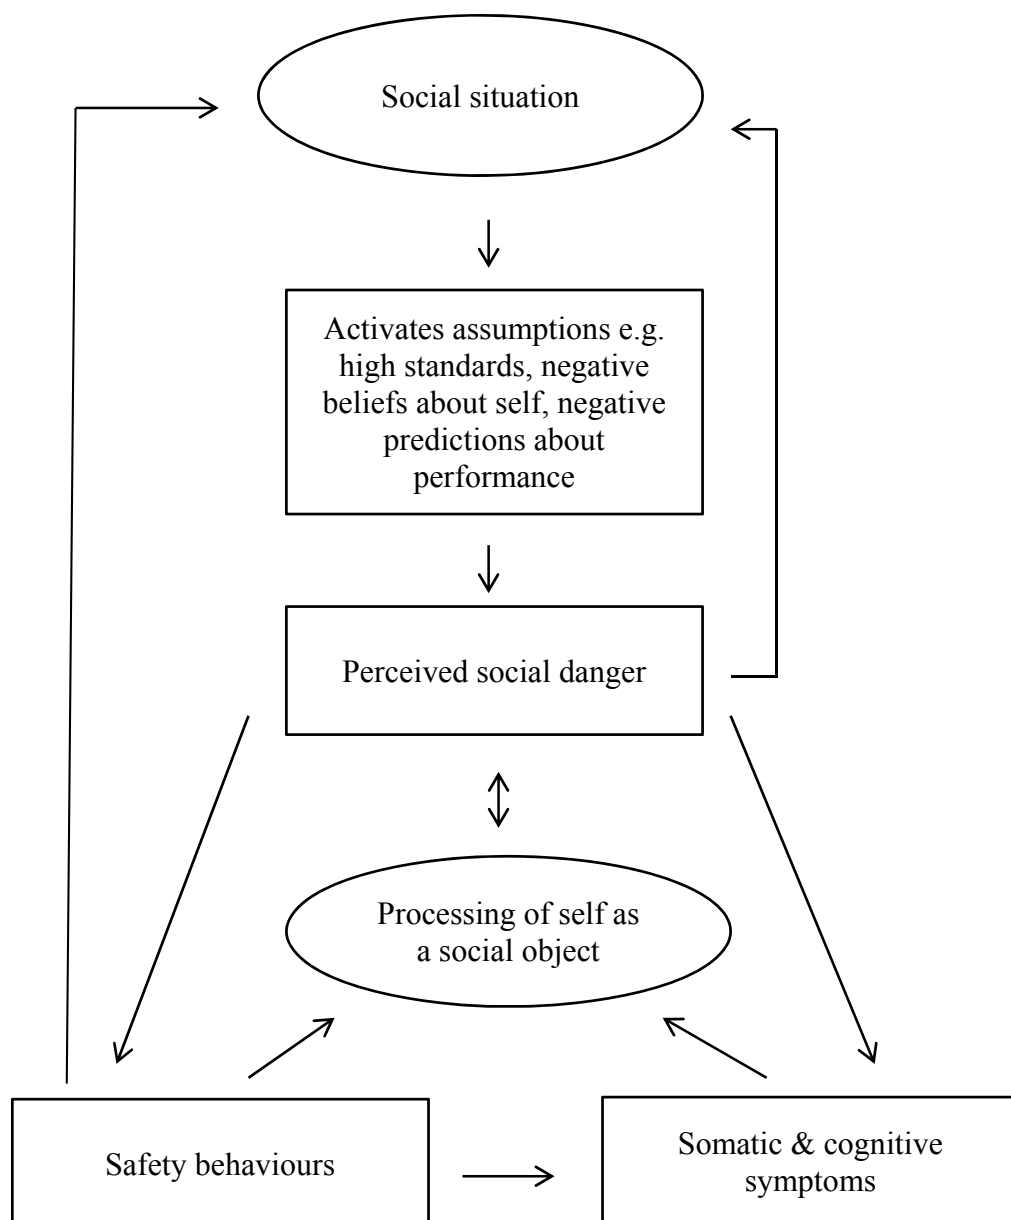 Social situation
Activates assumptions e.g.
high standards, negative
beliefs about self, negative
predictions about
performance
Perceived social danger
Processing of self as
a social object
Safety behaviours
Somatic & cognitive
symptoms